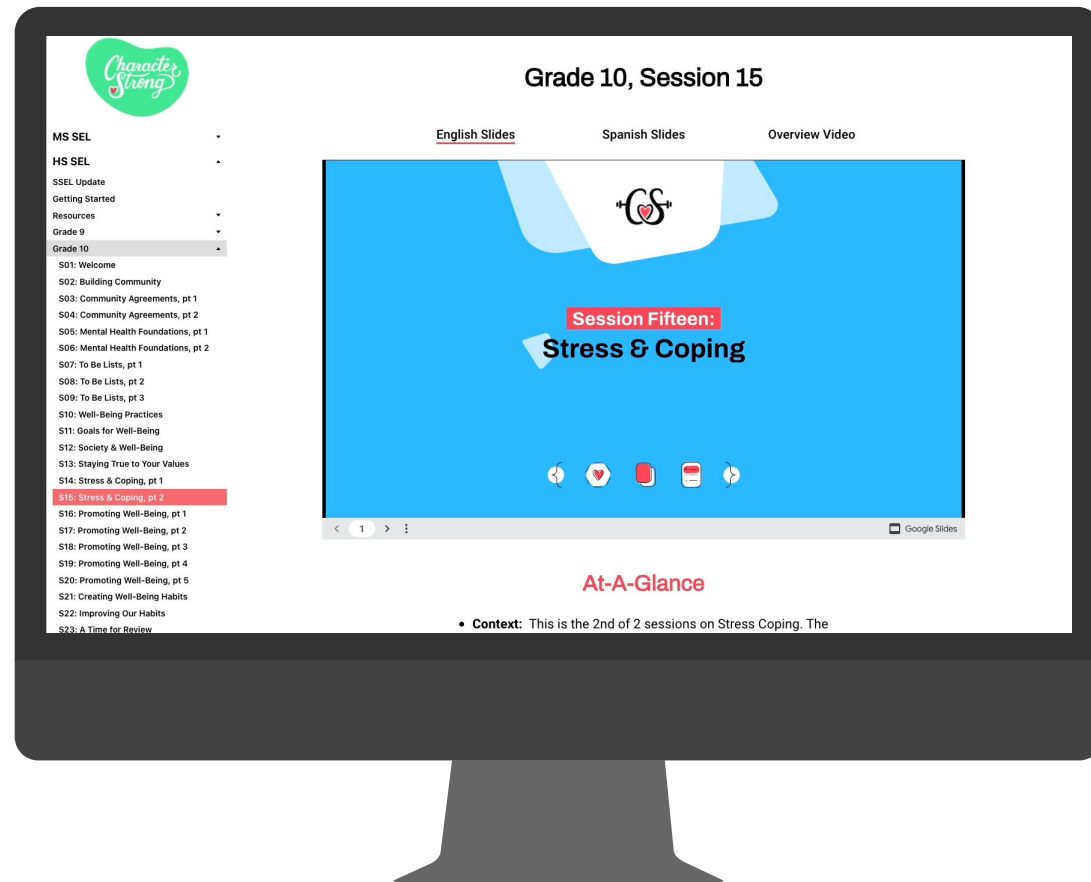 Character
Strong
MS SEL
HS SEL
SSEL Update
Getting Started
Resources
Grade 9
Grade 10
S01: Welcome
S02: Building Community
S03: Community Agreements, pt 1
S04: Community Agreements, pt 2
S05: Mental Health Foundations, pt 1
S06: Mental Health Foundations, pt 2
S07: To Be Lists, pt 1
S08: To Be Lists, pt 2
S09: To Be Lists, pt 3
S10: Well-Being Practices
S11: Goals for Well-Being
S12: Society & Well-Being
S13: Staying True to Your Values
S14: Stress & Coping, pt 1
S15: Stress & Coping, pt 2
S16: Promoting Well-Being, pt 1
S17: Promoting Well-Being, pt 2
S18: Promoting Well-Being, pt 3
S19: Promoting Well-Being, pt 4
S20: Promoting Well-Being, pt 5
S21: Creating Well-Being Habits
S22: Improving Our Habits
S23: A Time for Review
Grade 10, Session 15
English Slides Spanish Slides Overview Video
CS
Session Fifteen:
Stress & Coping
1
Google Slides
At-A-Glance
• Context: This is the 2nd of 2 sessions on Stress Coping. The